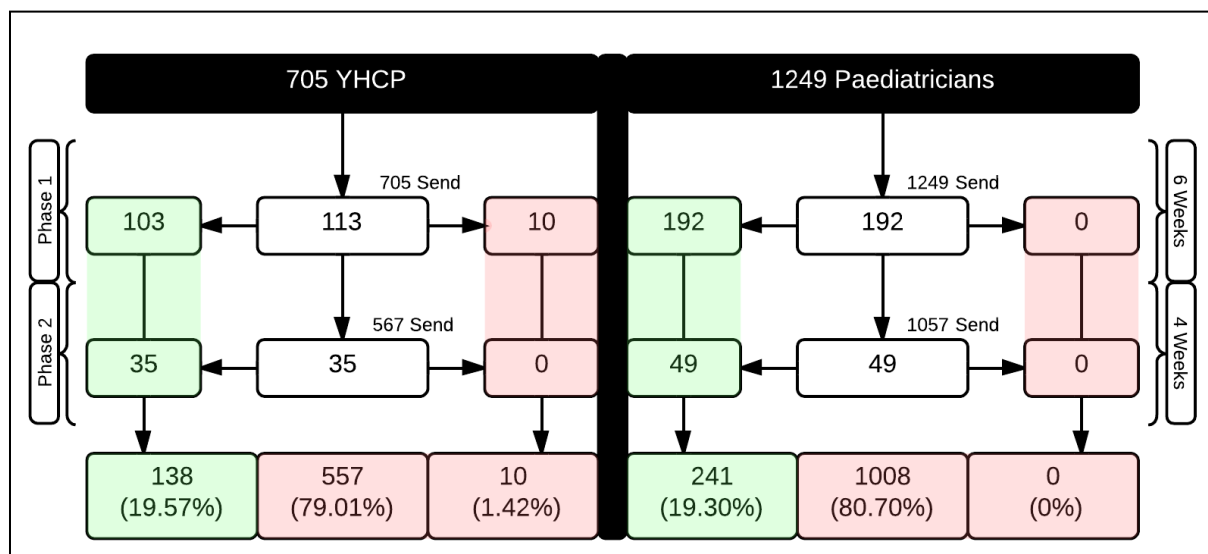 705 YHCP
1249 Paediatricians
Phase 1
705 Send
1249 Send
6 Weeks
103
113
10
192
192
0
Phase 2
567 Send
1057 Send
4 Weeks
35
35
0
49
49
0
138
(19.57%)
557
(79.01%)
10
(1.42%)
241
(19.30%)
1008
(80.70%)
0
(0%)